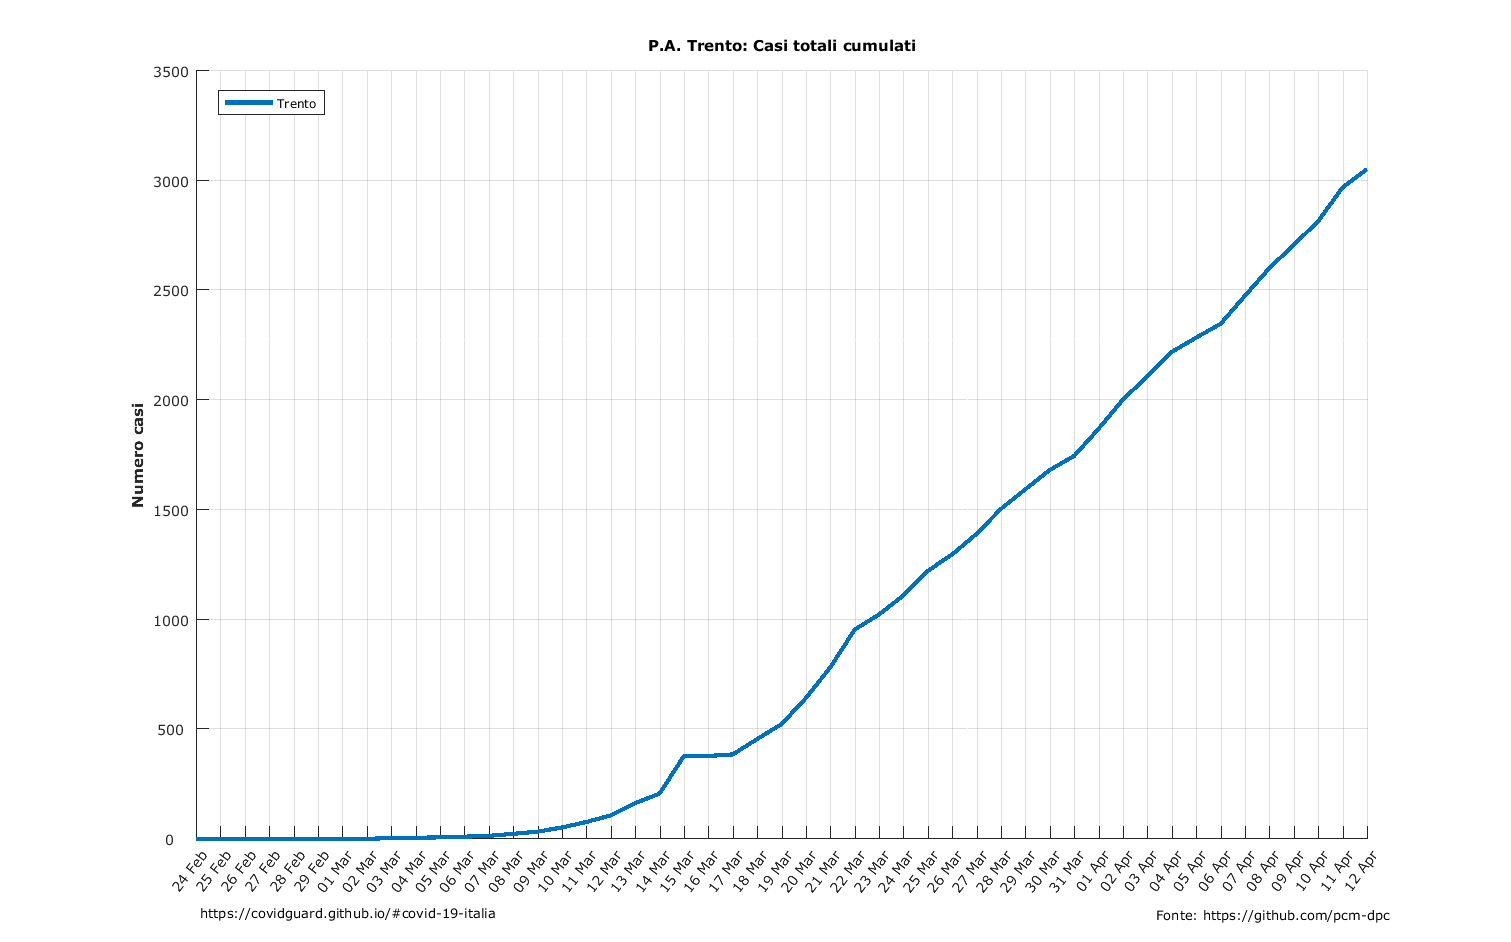 P.A. Trento: Casi totali cumulati
3500
Trento
3000
2500
2000
Numero casi
1500
1000
500
0
24 Feb
25 Feb
26 Feb
27 Feb
28 Feb
29 Feb
01 Mar
02 Mar
03 Mar
04 Mar
05 Mar
06 Mar
07 Mar
08 Mar
09 Mar
10 Mar
11 Mar
12 Mar
13 Mar
14 Mar
15 Mar
16 Mar
17 Mar
18 Mar
19 Mar
20 Mar
21 Mar
22 Mar
23 Mar
24 Mar
25 Mar
26 Mar
27 Mar
28 Mar
29 Mar
30 Mar
31 Mar
01 Apr
02 Apr
03 Apr
04 Apr
05 Apr
06 Apr
07 Apr
08 Apr
09 Apr
10 Apr
11 Apr
12 Apr
https://covidguard.github.io/#covid-19-italia
Fonte: https://github.com/pcm-dpc